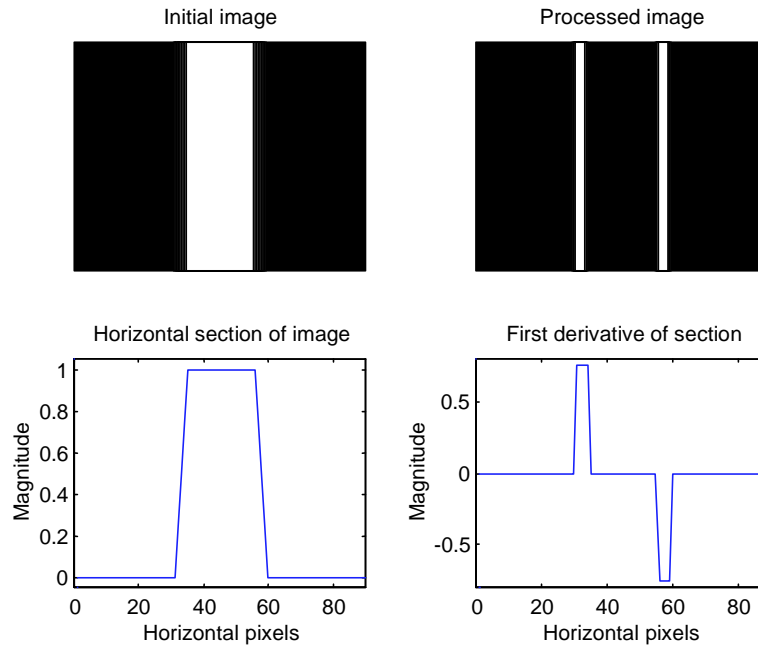 Initial image
Processed image
Horizontal section of image
First derivative of section
1
0.8
0.6
0.4
0.2
0
Magnitude
0 20 40 60 80
Horizontal pixels
0.5
0
-0.5
Magnitude
0 20 40 60 80
Horizontal pixels